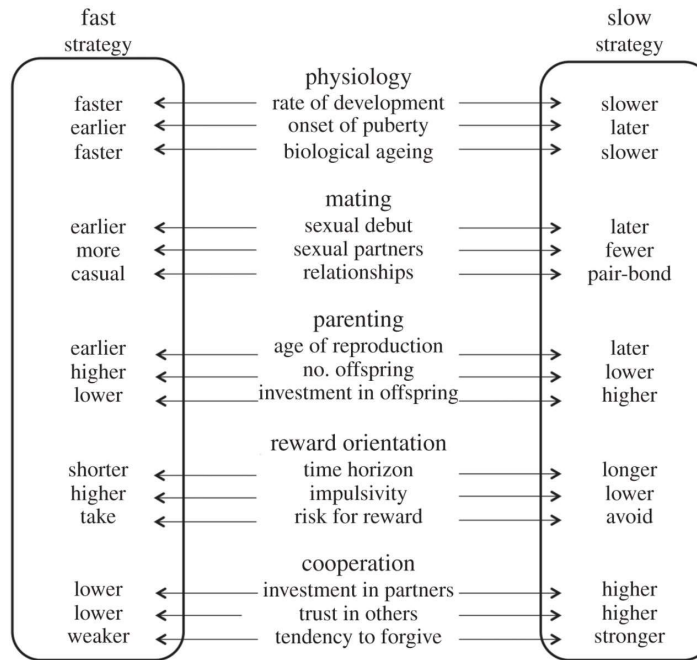 fast slow
strategy strategy
physiology
faster rate of development slower
earlier onset of puberty later
faster biological ageing slower
mating
earlier sexual debut later
more sexual partners fewer
casual relationships pair-bond
parenting
earlier age of reproduction later
higher no. offspring lower
lower investment in offspring higher
reward orientation
shorter time horizon longer
higher impulsivity lower
take risk for reward avoid
cooperation
lower investment in partners higher
lower trust in others higher
weaker tendency to forgive stronger